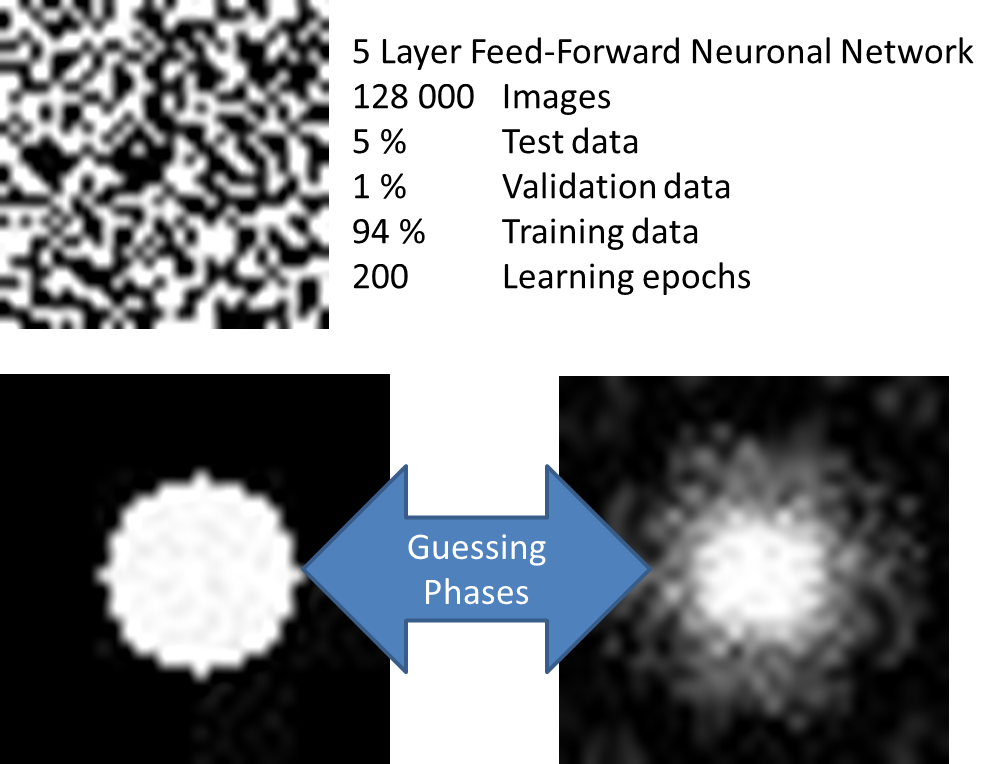 5 Layer Feed-Forward Neuronal Network
128 000 Images
5 % Test data
1 % Validation data
94 % Training data
200 Learning epochs
Guessing
Phases